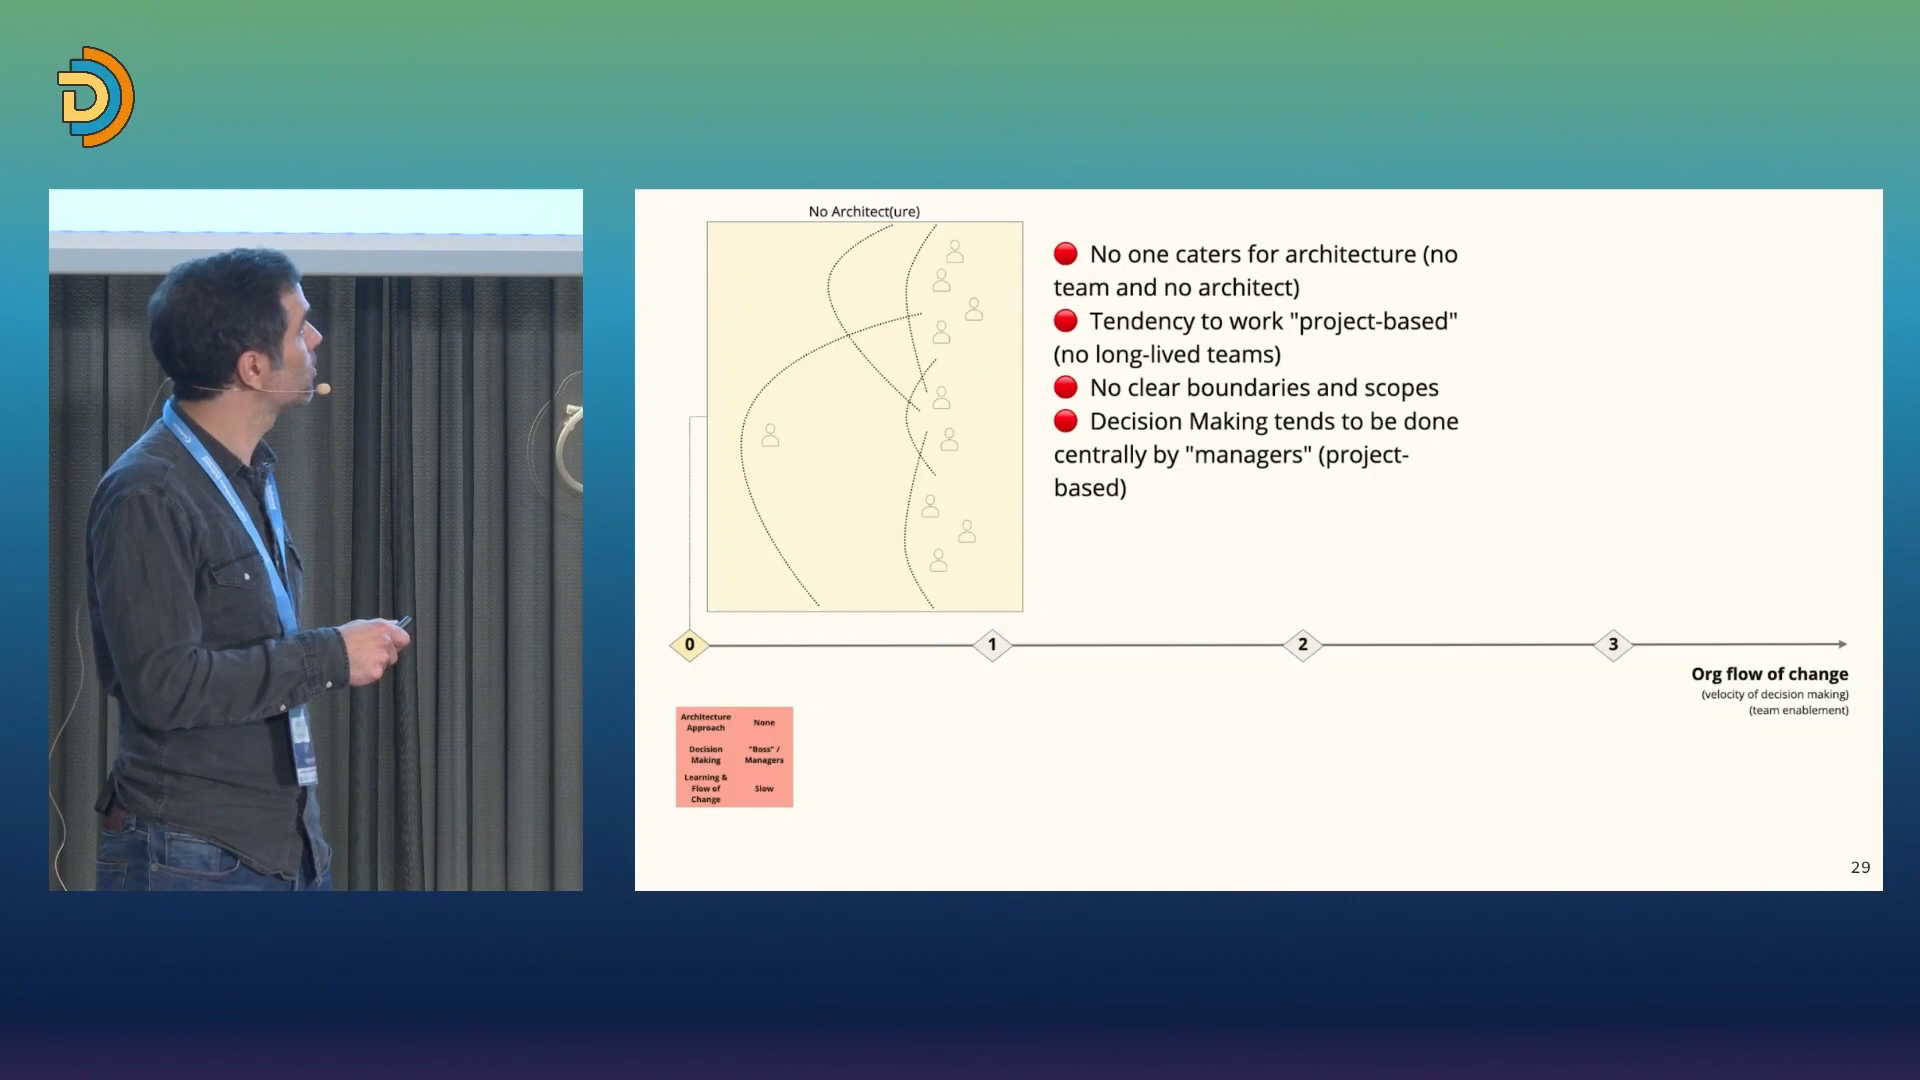 No Architect(ure)
🔴 No one caters for architecture (no
team and no architect)
🔴 Tendency to work "project-based"
(no long-lived teams)
🔴 No clear boundaries and scopes
🔴 Decision Making tends to be done
centrally by "managers" (project-
based)
0
1
2
3
Org flow of change
(velocity of decision making)
(team enablement)
Architecture
Approach
None
Decision
Making
"Boss" /
Managers
Learning &
Flow of
Change
Slow
29